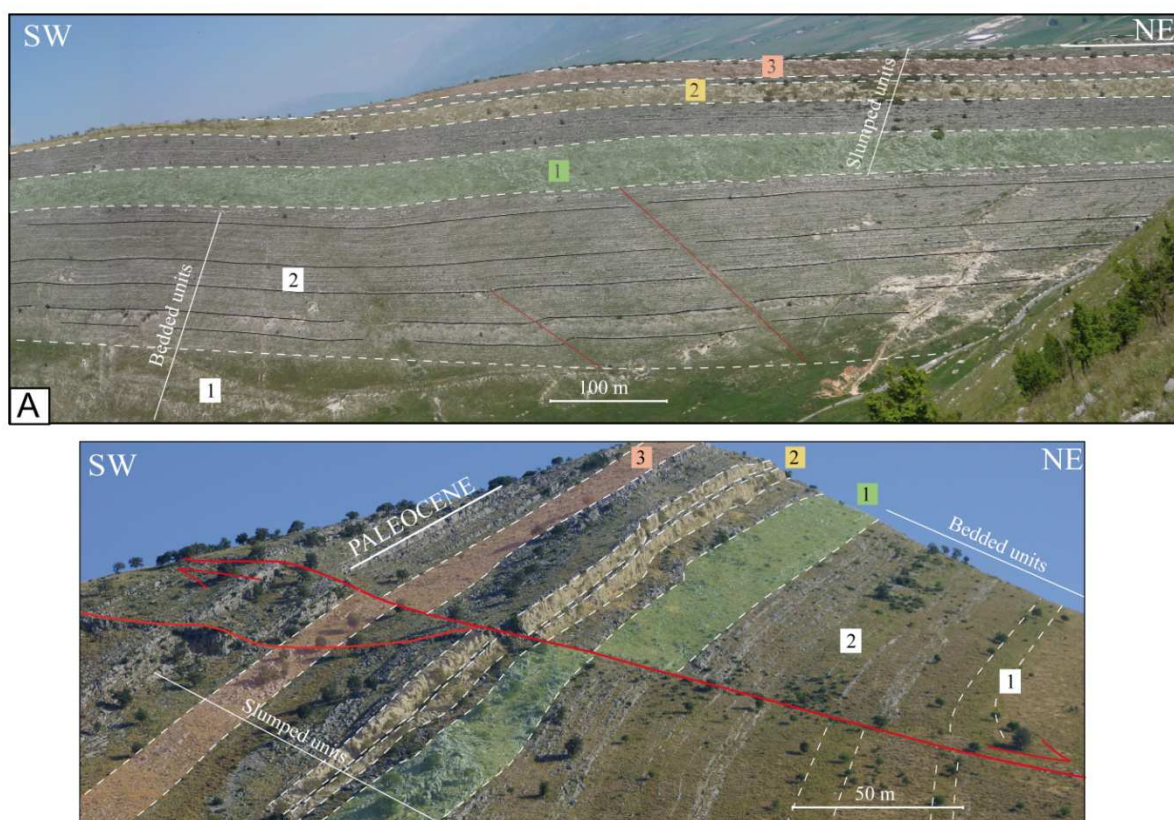 SW
NE
3
2
Slumped units
1
2
Bedded units
1
100 m
A
SW
NE
3
2
1
PALEOCENE
Bedded units
2
1
Slumped units
50 m